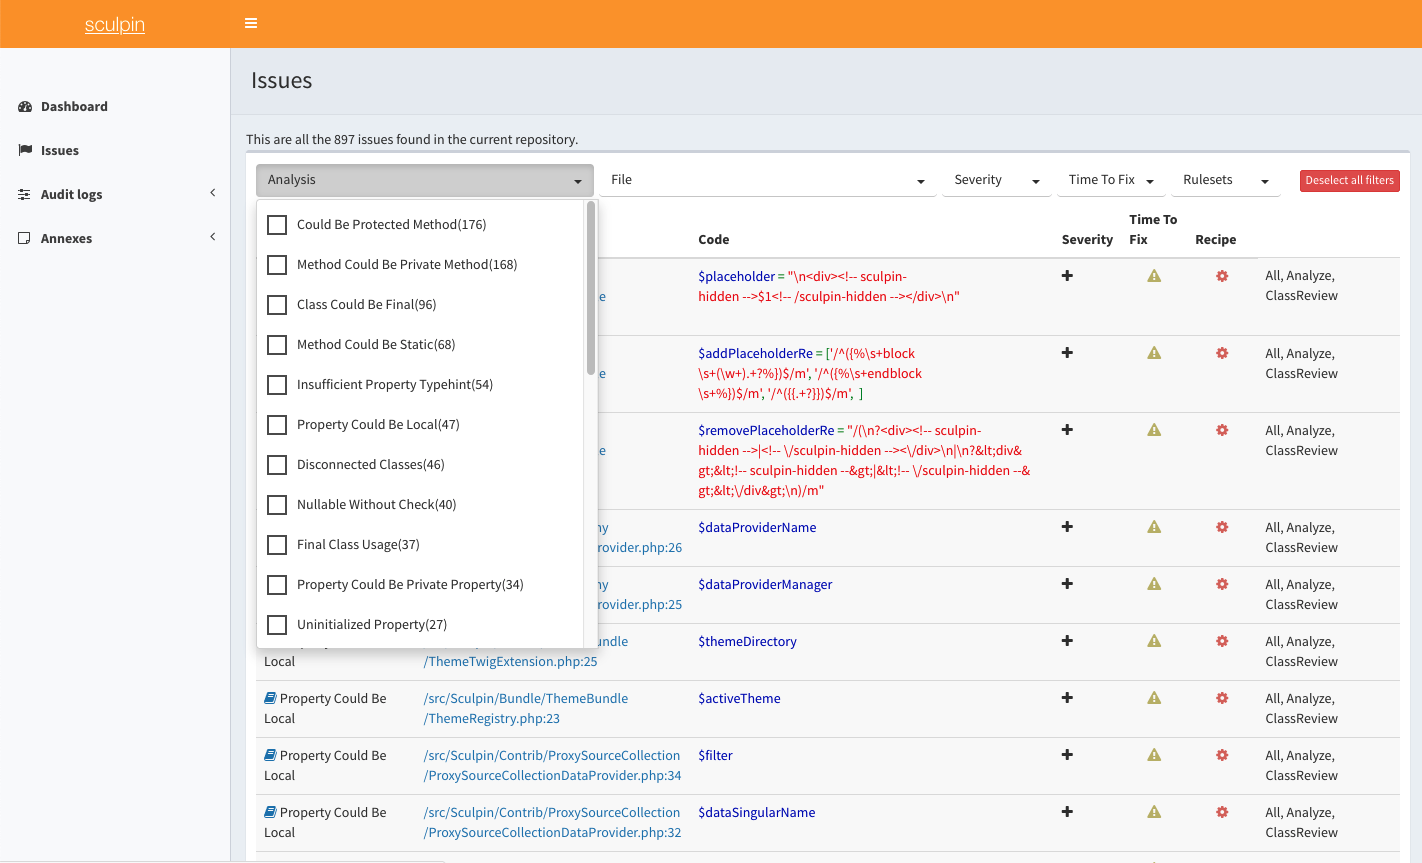 sculpin
Dashboard
Issues
Audit logs
Annexes
Issues
This are all the 897 issues found in the current repository.
Analysis
File
Severity
Time To Fix
Rulesets
Deselect all filters
Could Be Protected Method(176)
Method Could Be Private Method(168)
Class Could Be Final(96)
Method Could Be Static(68)
Insufficient Property Typehint(54)
Property Could Be Local(47)
Disconnected Classes(46)
Nullable Without Check(40)
Final Class Usage(37)
Property Could Be Private Property(34)
Uninitialized Property(27)
Code
Severity
Time To
Fix
Recipe
$placeholder = "\n<div><!-- sculpin-
hidden -->$1<!-- /sculpin-hidden --></div>\n"
All, Analyze,
ClassReview
$addPlaceholderRe = ['/^({%\s+block
\s+(\w+).+?%})$/m', '/^({%\s+endblock
\s+%})$/m', '/^({{.+?}})$/m', ]
All, Analyze,
ClassReview
$removePlaceholderRe = "/(\n?<div><!-- sculpin-
hidden -->|<!-- \/sculpin-hidden --><\/div>\n|\n?&lt;div&
gt;&lt;!-- sculpin-hidden --&gt;|&lt;!-- \/sculpin-hidden --&
gt;&lt;\/div&gt;\n)/m"
All, Analyze,
ClassReview
rovider.php:26
$dataProviderName
All, Analyze,
ClassReview
rovider.php:25
$dataProviderManager
All, Analyze,
ClassReview
Local
undle
/ThemeTwigExtension.php:25
$themeDirectory
All, Analyze,
ClassReview
Property Could Be
Local
/src/Sculpin/Bundle/ThemeBundle
/ThemeRegistry.php:23
$activeTheme
All, Analyze,
ClassReview
Property Could Be
Local
/src/Sculpin/Contrib/ProxySourceCollection
/ProxySourceCollectionDataProvider.php:34
$filter
All, Analyze,
ClassReview
Property Could Be
Local
/src/Sculpin/Contrib/ProxySourceCollection
/ProxySourceCollectionDataProvider.php:32
$dataSingularName
All, Analyze,
ClassReview